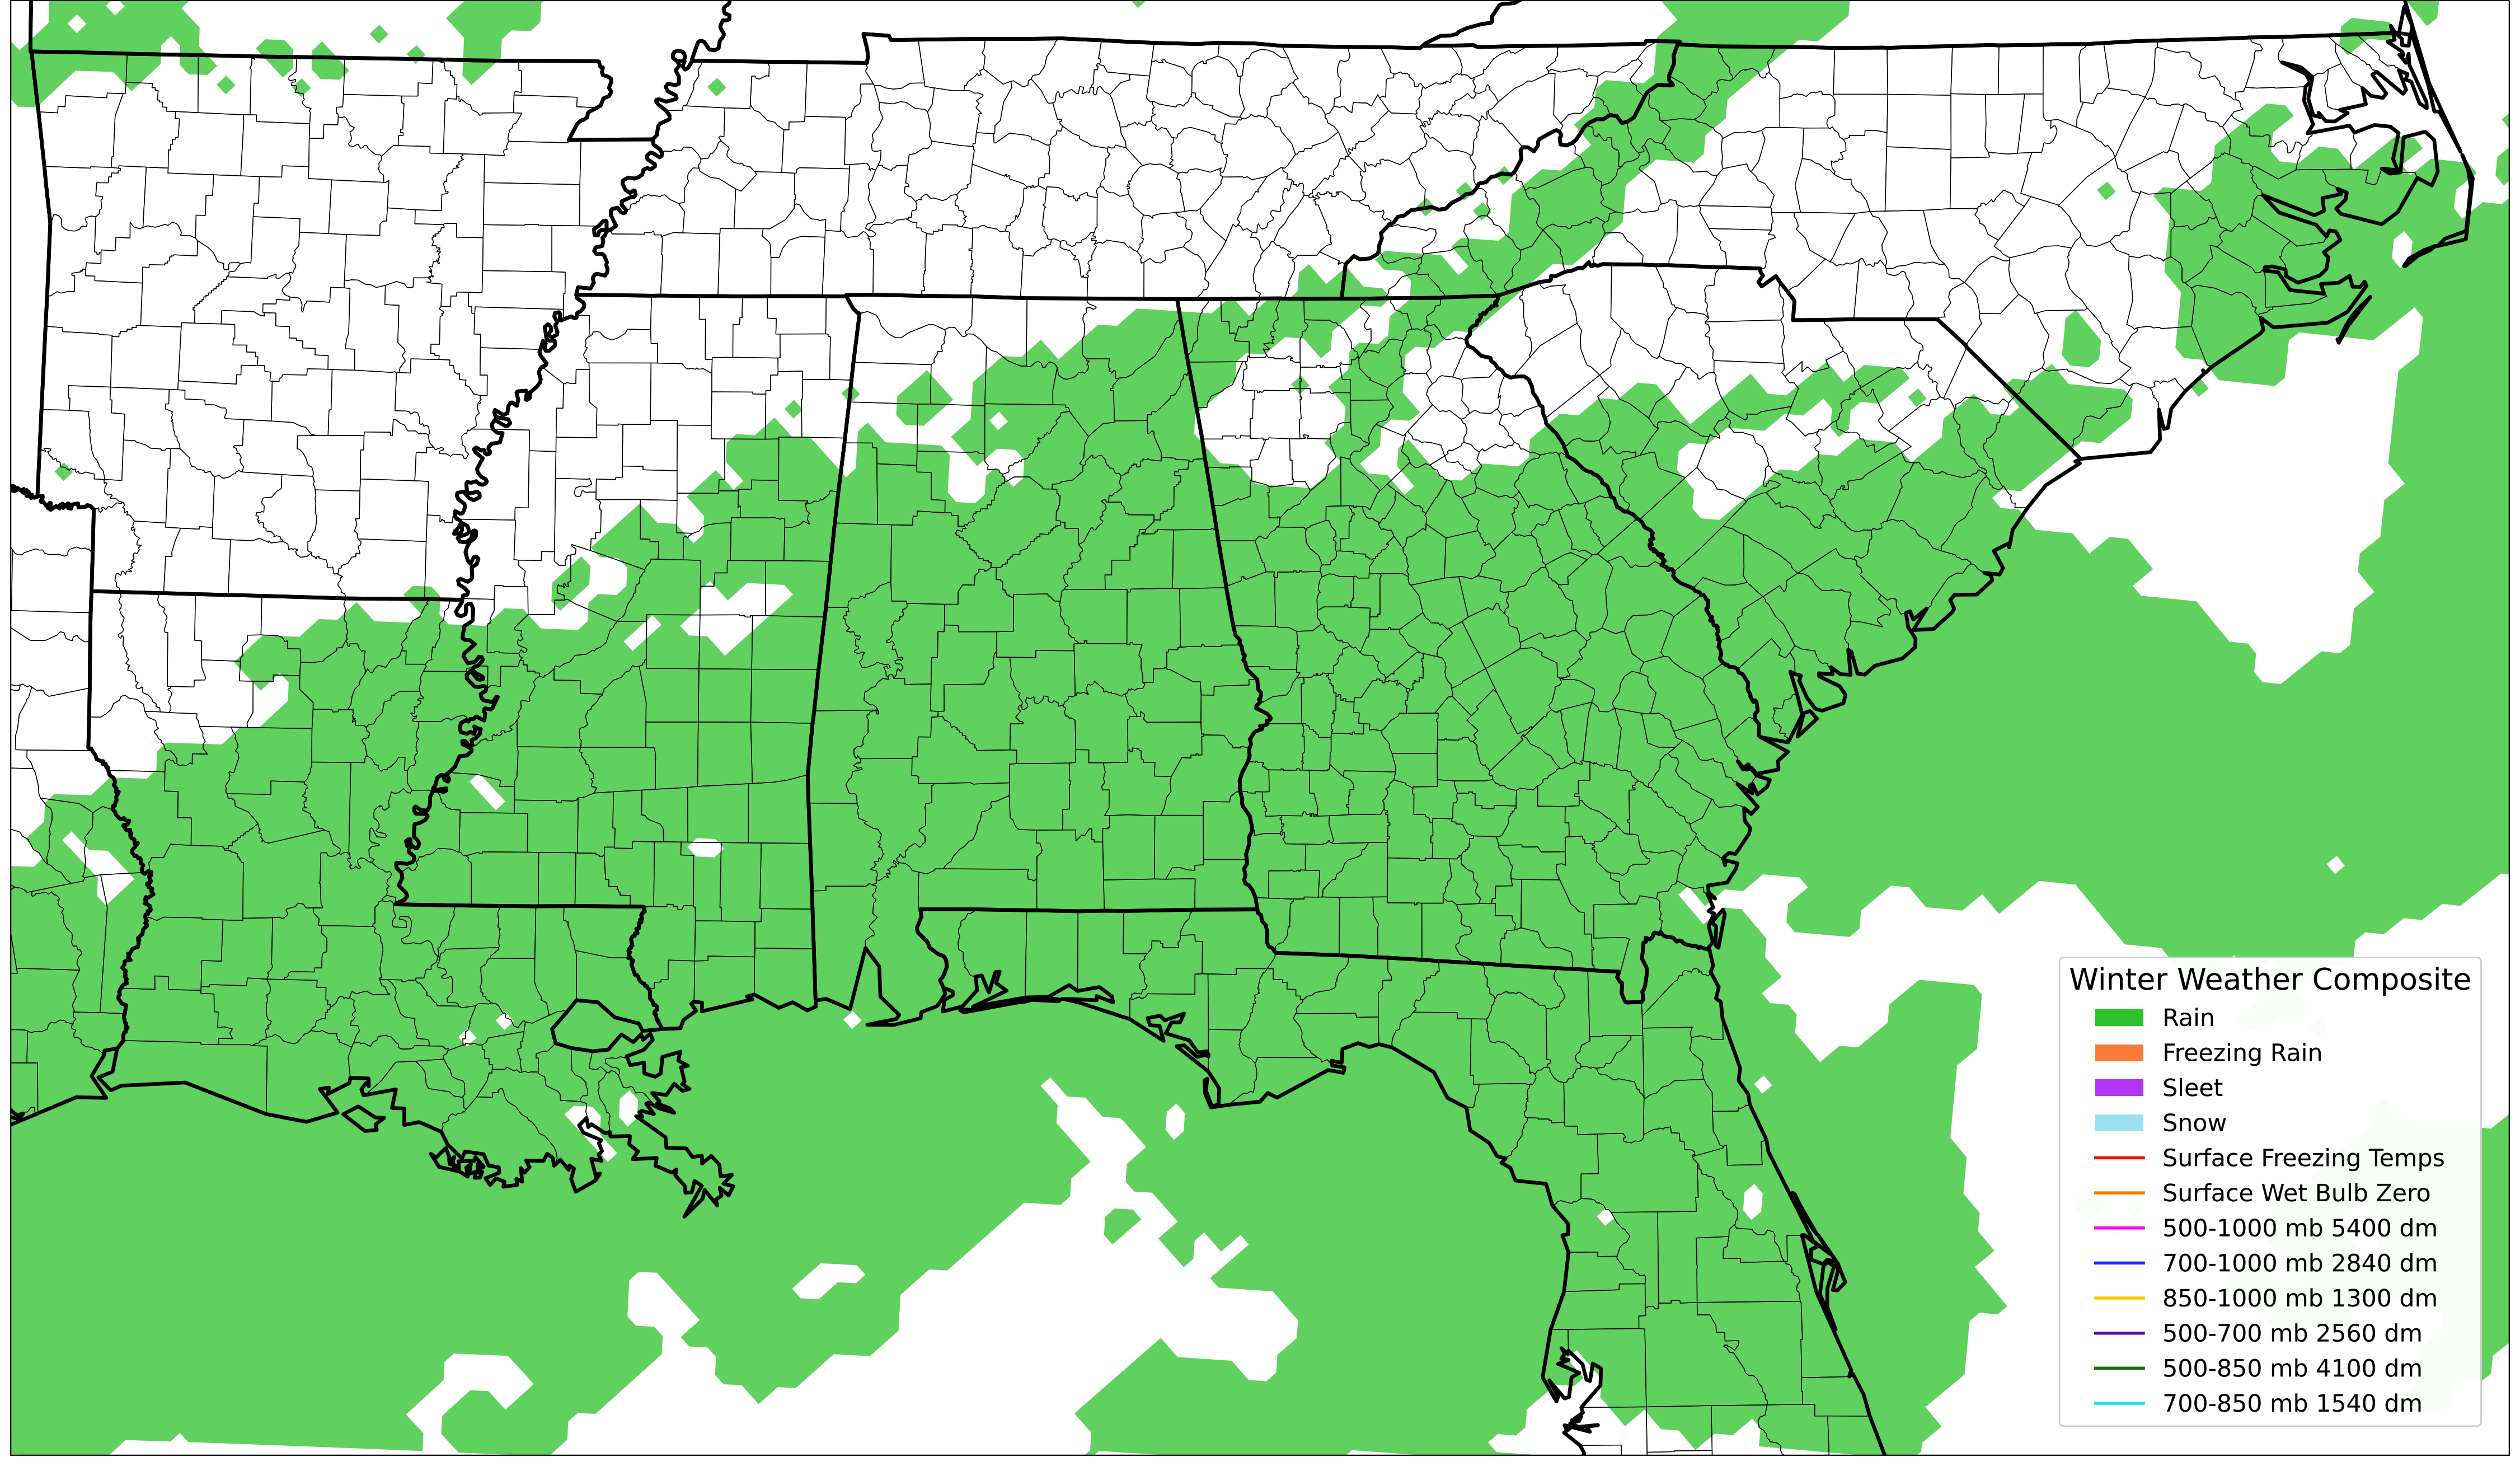 Winter Weather Composite
Rain
Freezing Rain
Sleet
Snow
Surface Freezing Temps
Surface Wet Bulb Zero
500-1000 mb 5400 dm
700-1000 mb 2840 dm
850-1000 mb 1300 dm
500-700 mb 2560 dm
500-850 mb 4100 dm
700-850 mb 1540 dm